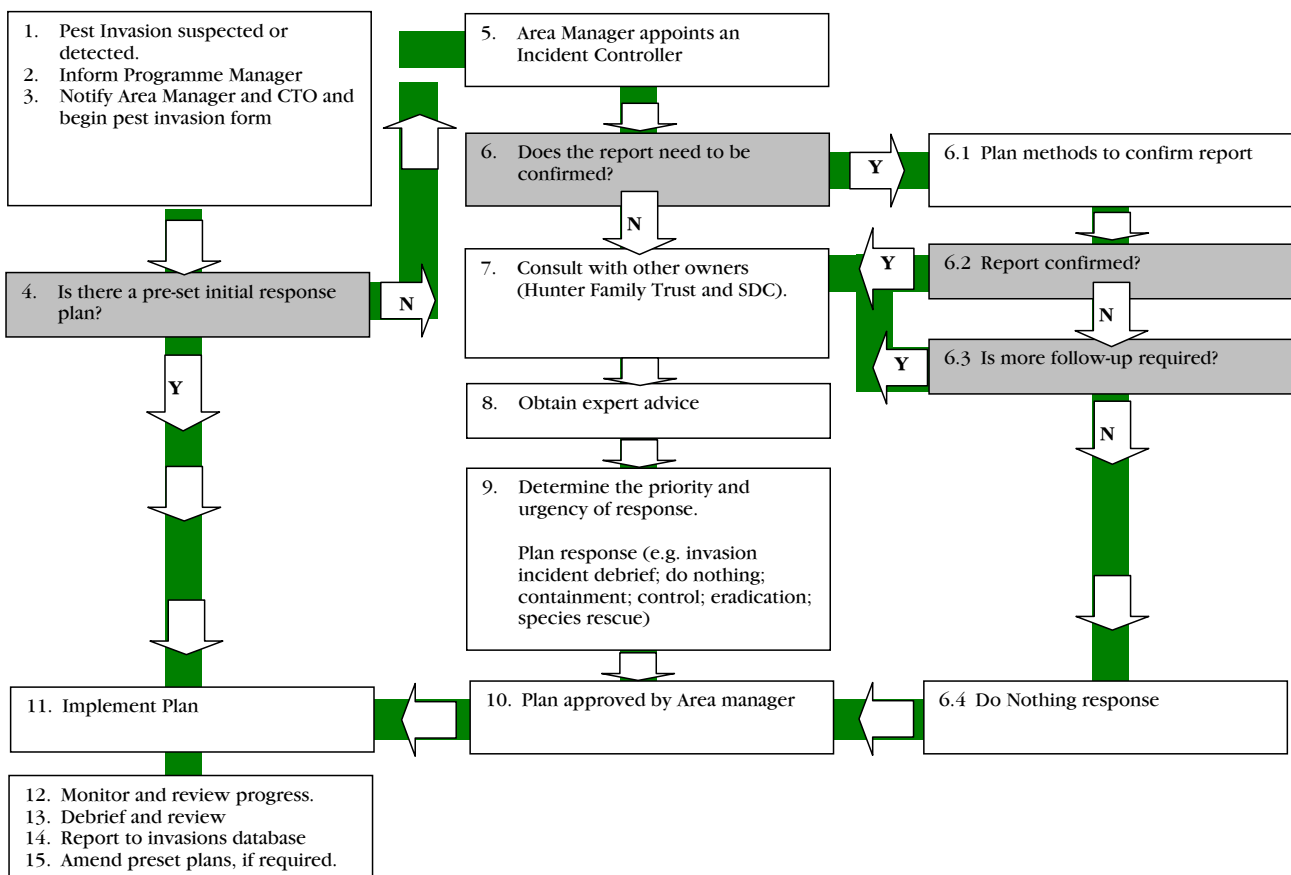 1. Pest Invasion suspected or
detected.
2. Inform Programme Manager
3. Notify Area Manager and CTO and
begin pest invasion form
4. Is there a pre-set initial response
plan?
N
Y
5. Area Manager appoints an
Incident Controller
6. Does the report need to be
confirmed?
Y
N
6.1 Plan methods to confirm report
6.2 Report confirmed?
Y
N
6.3 Is more follow-up required?
Y
N
6.4 Do Nothing response
7. Consult with other owners
(Hunter Family Trust and SDC).
8. Obtain expert advice
9. Determine the priority and
urgency of response.
Plan response (e.g. invasion
incident debrief; do nothing;
containment; control; eradication;
species rescue)
10. Plan approved by Area manager
11. Implement Plan
12. Monitor and review progress.
13. Debrief and review
14. Report to invasions database
15. Amend preset plans, if required.